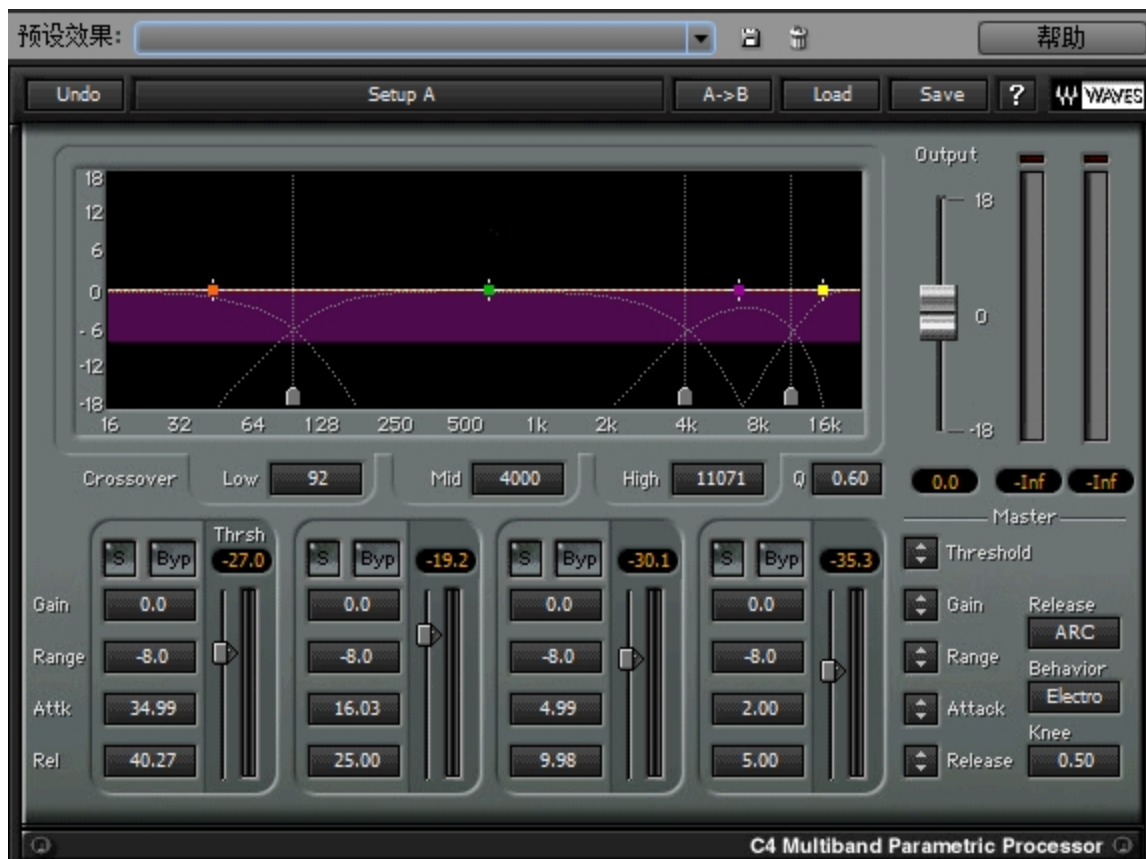 预设效果: 帮助
Undo Setup A A->B Load Save ? WAVES
Output
18
12
6
0
-6
-12
-18
16 32 64 128 250 500 1k 2k 4k 8k 16k
18
0
-18
Crossover Low 92 Mid 4000 High 11071 Q 0.60
0.0 -Inf -Inf
Master
Thrsh
S Byp -27.0 S Byp -19.2 S Byp -30.1 S Byp -35.3 Threshold
Gain 0.0 0.0 0.0 0.0 Gain Release
ARC
Range -8.0 -8.0 -8.0 -8.0 Range Behavior
Electro
Attk 34.99 16.03 4.99 2.00 Attack
Knee
Rel 40.27 25.00 9.98 5.00 Release 0.50
C4 Multiband Parametric Processor